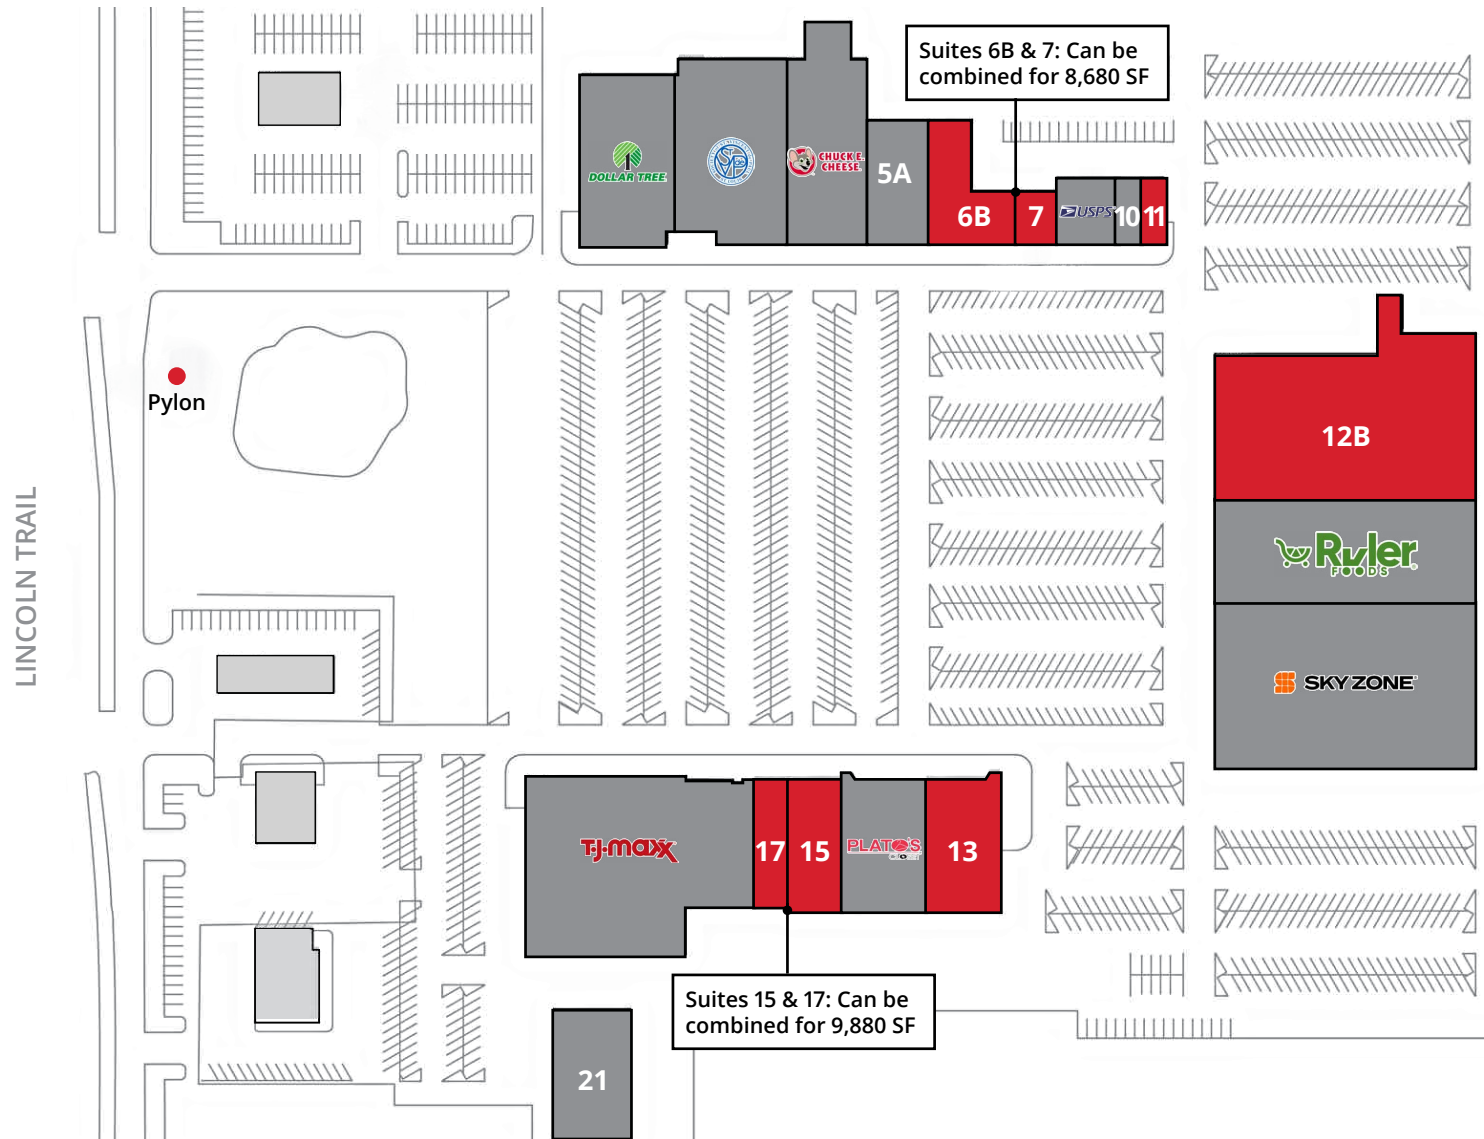 Suites 6B & 7: Can be
combined for 8,680 SF
DOLLAR TREE
SVDP
CHUCK E.
CHEESE
5A
6B
7
USPS
10
11
Pylon
LINCOLN TRAIL
12B
Ruler
FOODS
SKY ZONE
T·J·maxx
17
15
PLATO'S
CLOSET
13
Suites 15 & 17: Can be
combined for 9,880 SF
21